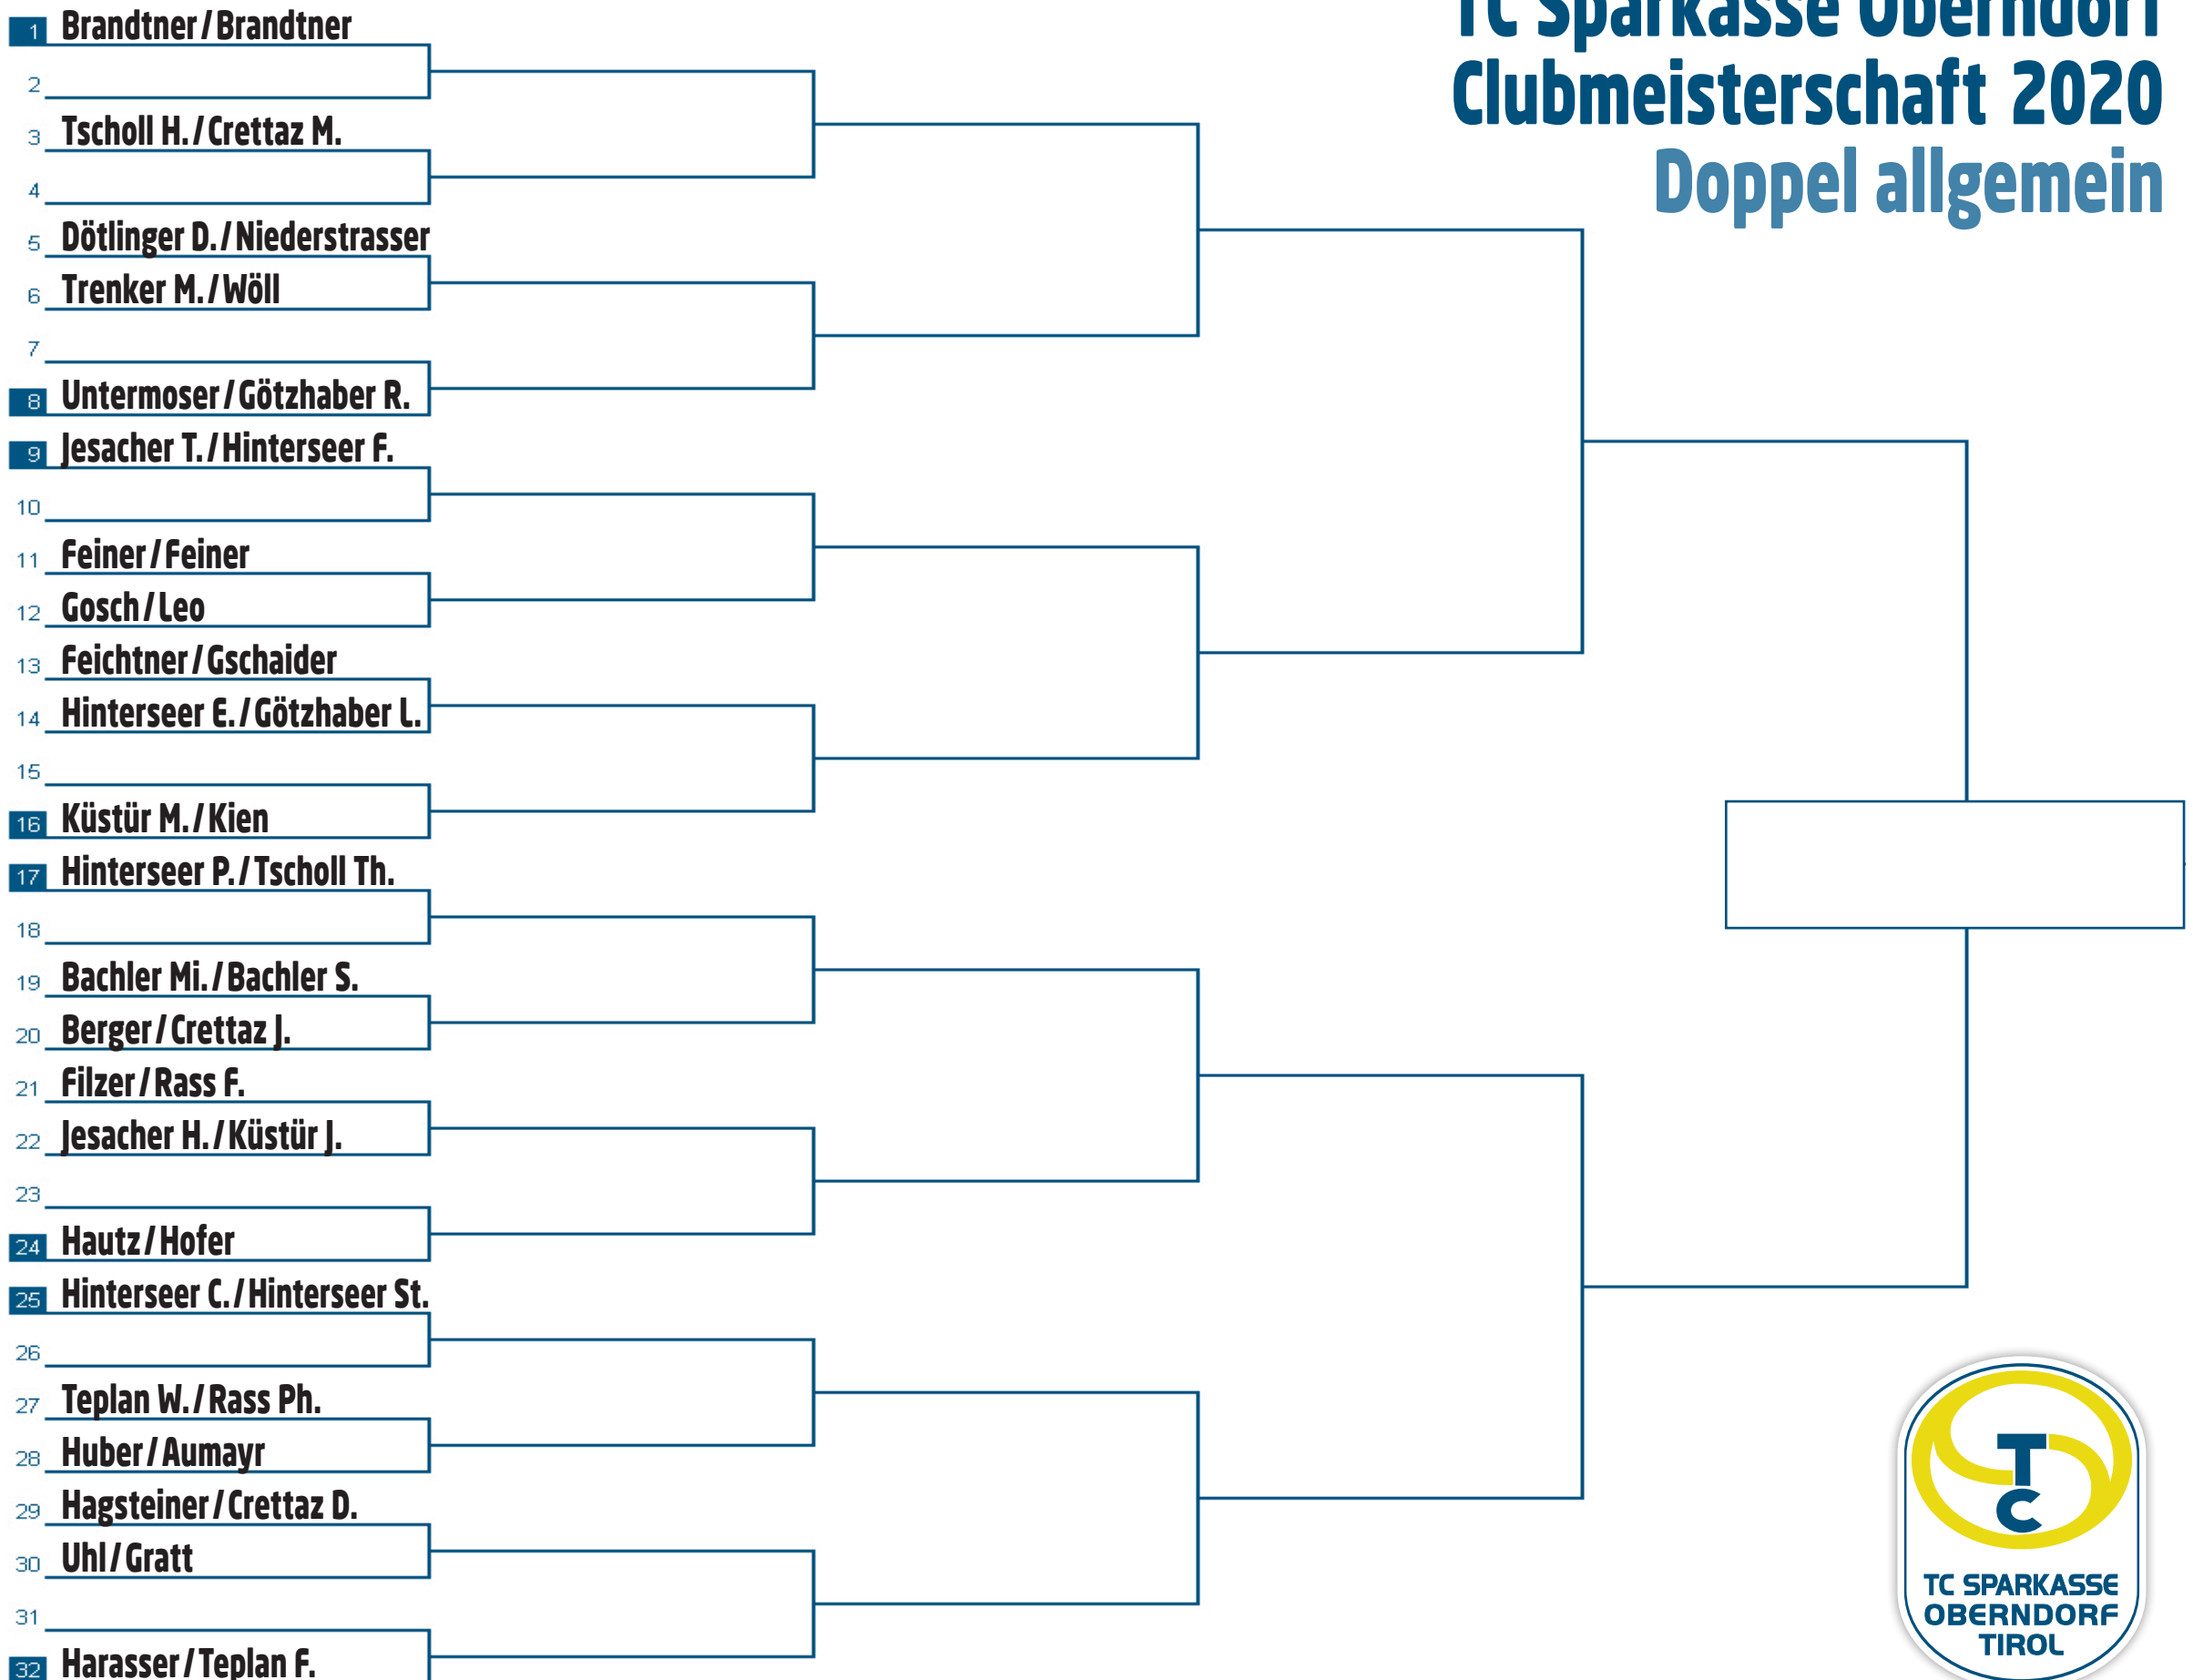 TC Sparkasse Oberndorf
Clubmeisterschaft 2020
Doppel allgemein
1 Brandtner/Brandtner
2
3 Tscholl H./Crettaz M.
4
5 Dötlinger D./Niederstrasser
6 Trenker M./Wöll
7
8 Untermoser/Götzhaber R.
9 Jesacher T./Hinterseer F.
10
11 Feiner/Feiner
12 Gosch/Leo
13 Feichtner/Gschaider
14 Hinterseer E./Götzhaber L.
15
16 Küstür M./Kien
17 Hinterseer P./Tscholl Th.
18
19 Bachler Mi./Bachler S.
20 Berger/Crettaz J.
21 Filzer/Rass F.
22 Jesacher H./Küstür J.
23
24 Hautz/Hofer
25 Hinterseer C./Hinterseer St.
26
27 Teplan W./Rass Ph.
28 Huber/Aumayr
29 Hagsteiner/Crettaz D.
30 Uhl/Gratt
31
32 Harasser/Teplan F.
T
C
TC SPARKASSE
OBERNDORF
TIROL